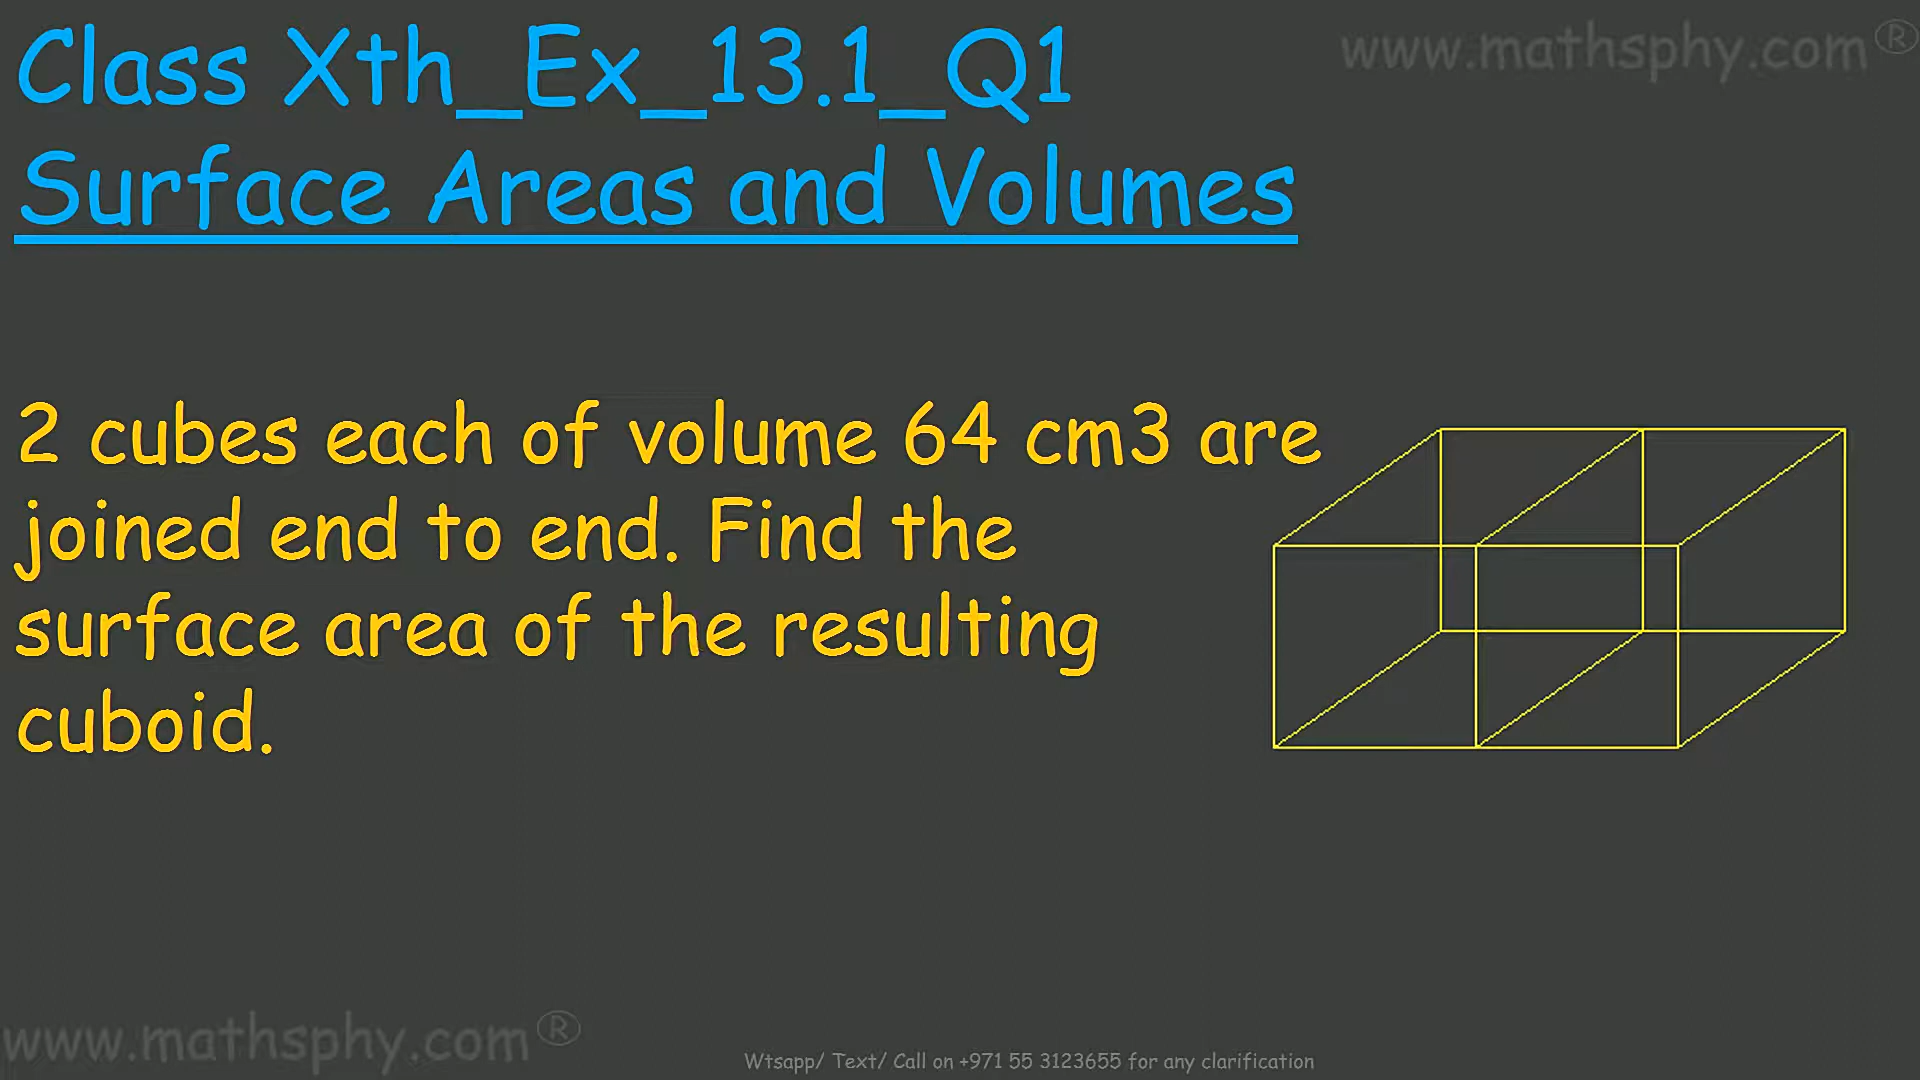 Class Xth_Ex_13.1_Q1
www.mathsphy.com®
Surface Areas and Volumes
2 cubes each of volume 64 cm3 are
joined end to end. Find the
surface area of the resulting
cuboid.
www.mathsphy.com®
Wtsapp/ Text/ Call on +971 55 3123655 for any clarification